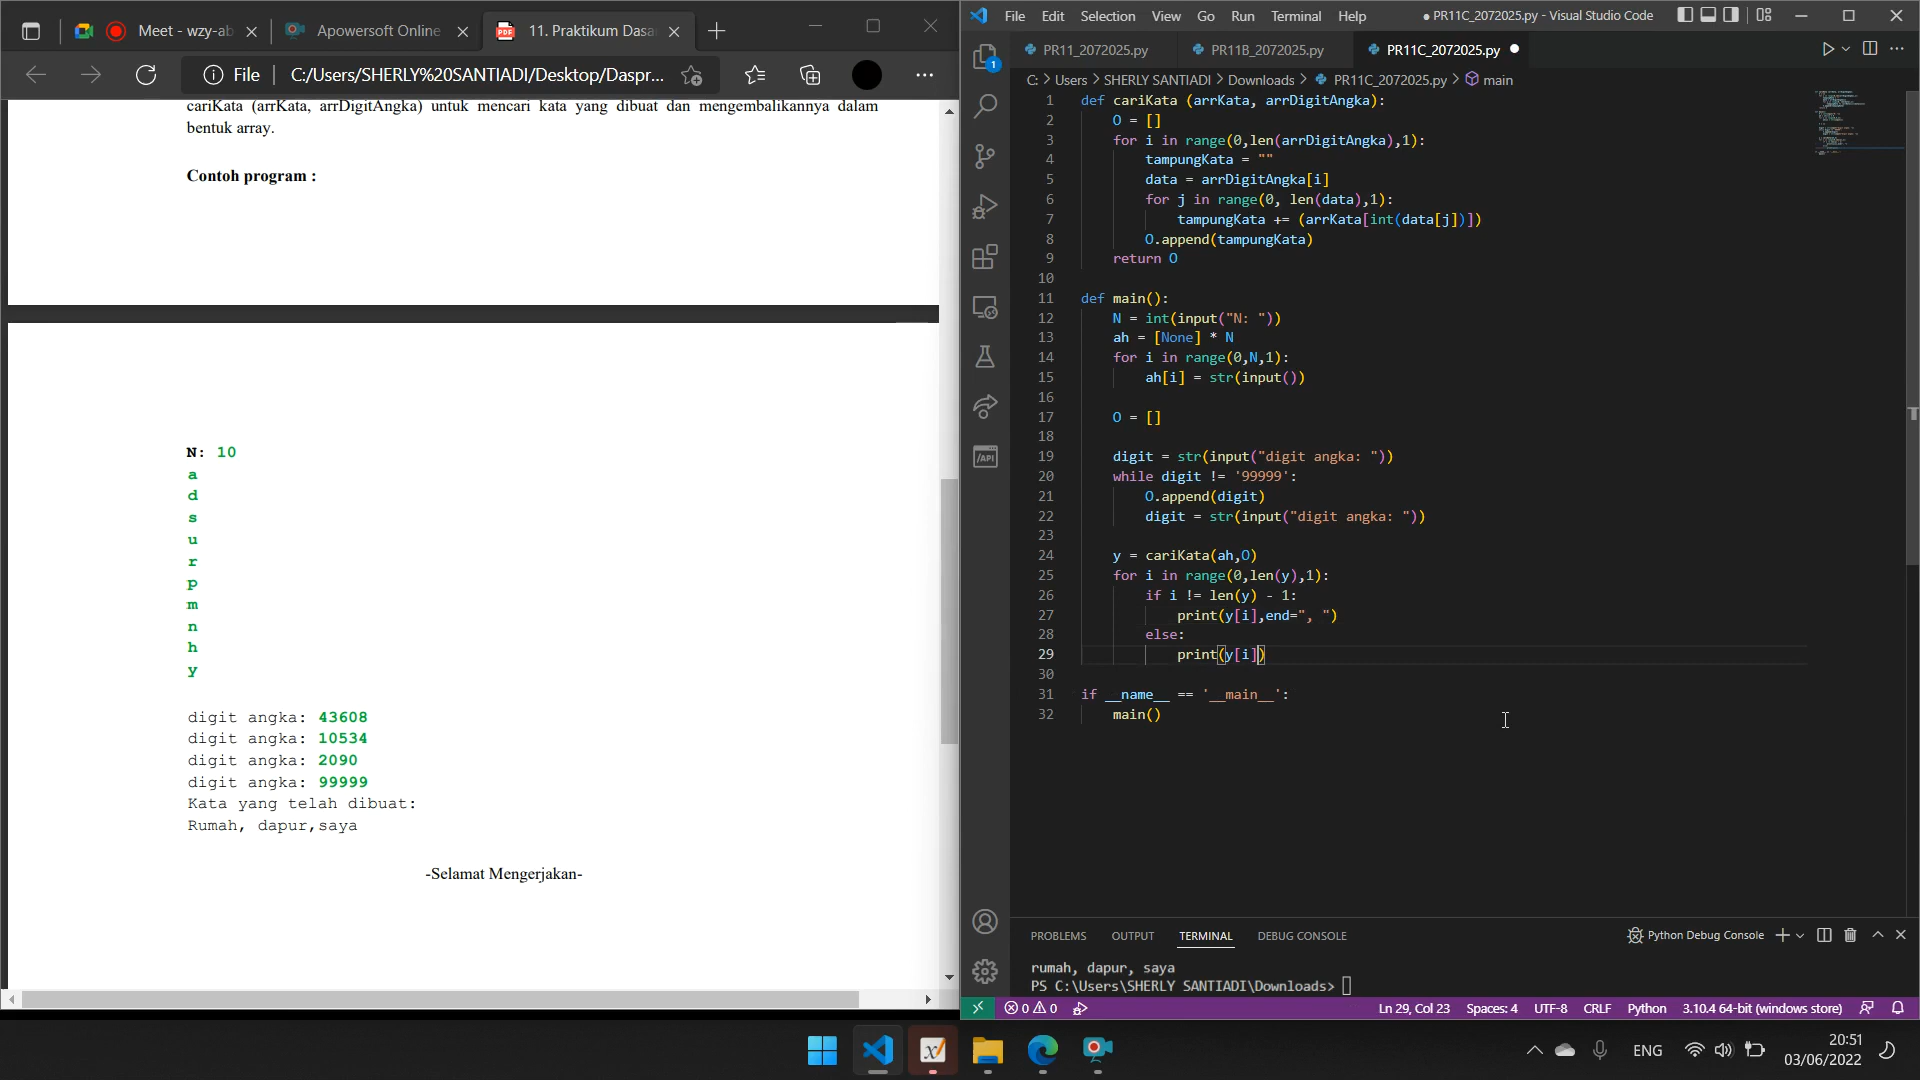 Meet - wzy-ab
Apowersoft Online
PDF
11. Praktikum Dasa
File
C:/Users/SHERLY%20SANTIADI/Desktop/Daspr...
cariKata (arrKata, arrDigitAngka) untuk mencari kata yang dibuat dan mengembalikannya dalam
bentuk array.
Contoh program :
N: 10
a
d
s
u
r
p
m
n
h
y
digit angka: 43608
digit angka: 10534
digit angka: 2090
digit angka: 99999
Kata yang telah dibuat:
Rumah, dapur,saya
-Selamat Mengerjakan-
File Edit Selection View Go Run Terminal Help
● PR11C_2072025.py - Visual Studio Code
PR11_2072025.py
PR11B_2072025.py
PR11C_2072025.py
C: > Users > SHERLY SANTIADI > Downloads > PR11C_2072025.py > main
1 def cariKata (arrKata, arrDigitAngka):
2 O = []
3 for i in range(0,len(arrDigitAngka),1):
4 tampungKata = ""
5 data = arrDigitAngka[i]
6 for j in range(0, len(data),1):
7 tampungKata += (arrKata[int(data[j])])
8 O.append(tampungKata)
9 return O
10
11 def main():
12 N = int(input("N: "))
13 ah = [None] * N
14 for i in range(0,N,1):
15 ah[i] = str(input())
16
17 O = []
18
19 digit = str(input("digit angka: "))
20 while digit != '99999':
21 O.append(digit)
22 digit = str(input("digit angka: "))
23
24 y = cariKata(ah,O)
25 for i in range(0,len(y),1):
26 if i != len(y) - 1:
27 print(y[i],end=", ")
28 else:
29 print(y[i])
30
31 if __name__ == '__main__':
32 main()
1
/API
PROBLEMS OUTPUT TERMINAL DEBUG CONSOLE
Python Debug Console
rumah, dapur, saya
PS C:\Users\SHERLY SANTIADI\Downloads>
0 0
Ln 29, Col 23 Spaces: 4 UTF-8 CRLF Python 3.10.4 64-bit (windows store)
ENG
20:51
03/06/2022